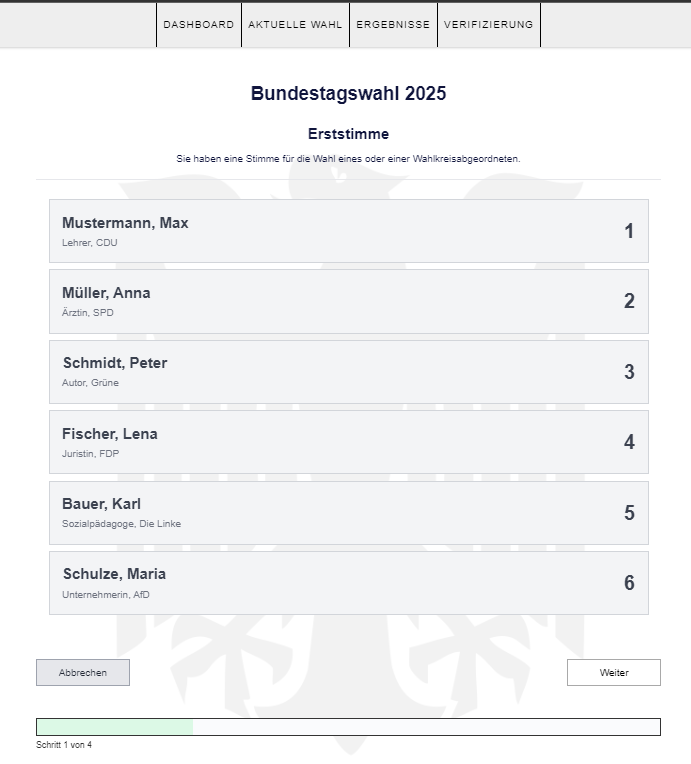 DASHBOARD AKTUELLE WAHL ERGEBNISSE VERIFIZIERUNG
Bundestagswahl 2025
Erststimme
Sie haben eine Stimme für die Wahl eines oder einer Wahlkreisabgeordneten.
Mustermann, Max
Lehrer, CDU
1
Müller, Anna
Ärztin, SPD
2
Schmidt, Peter
Autor, Grüne
3
Fischer, Lena
Juristin, FDP
4
Bauer, Karl
Sozialpädagoge, Die Linke
5
Schulze, Maria
Unternehmerin, AfD
6
Abbrechen Weiter
Schritt 1 von 4